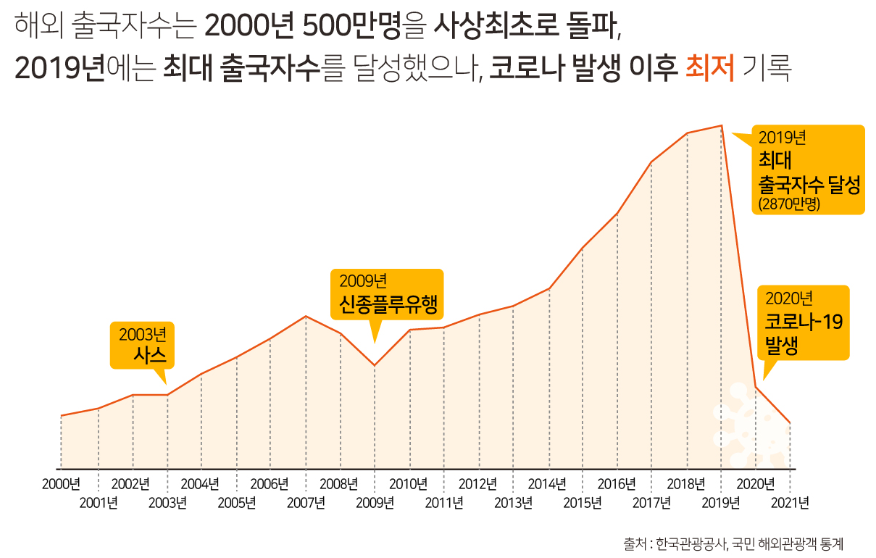 해외 출국자수는 2000년 500만명을 사상최초로 돌파,
2019년에는 최대 출국자수를 달성했으나, 코로나 발생 이후 최저 기록
2019년
최대
출국자수 달성
(2870만명)
2009년
신종플루유행
2020년
코로나-19
발생
2003년
사스
2000년 2002년 2004년 2006년 2008년 2010년 2012년 2014년 2016년 2018년 2020년
2001년 2003년 2005년 2007년 2009년 2011년 2013년 2015년 2017년 2019년 2021년
출처 : 한국관광공사, 국민 해외관광객 통계